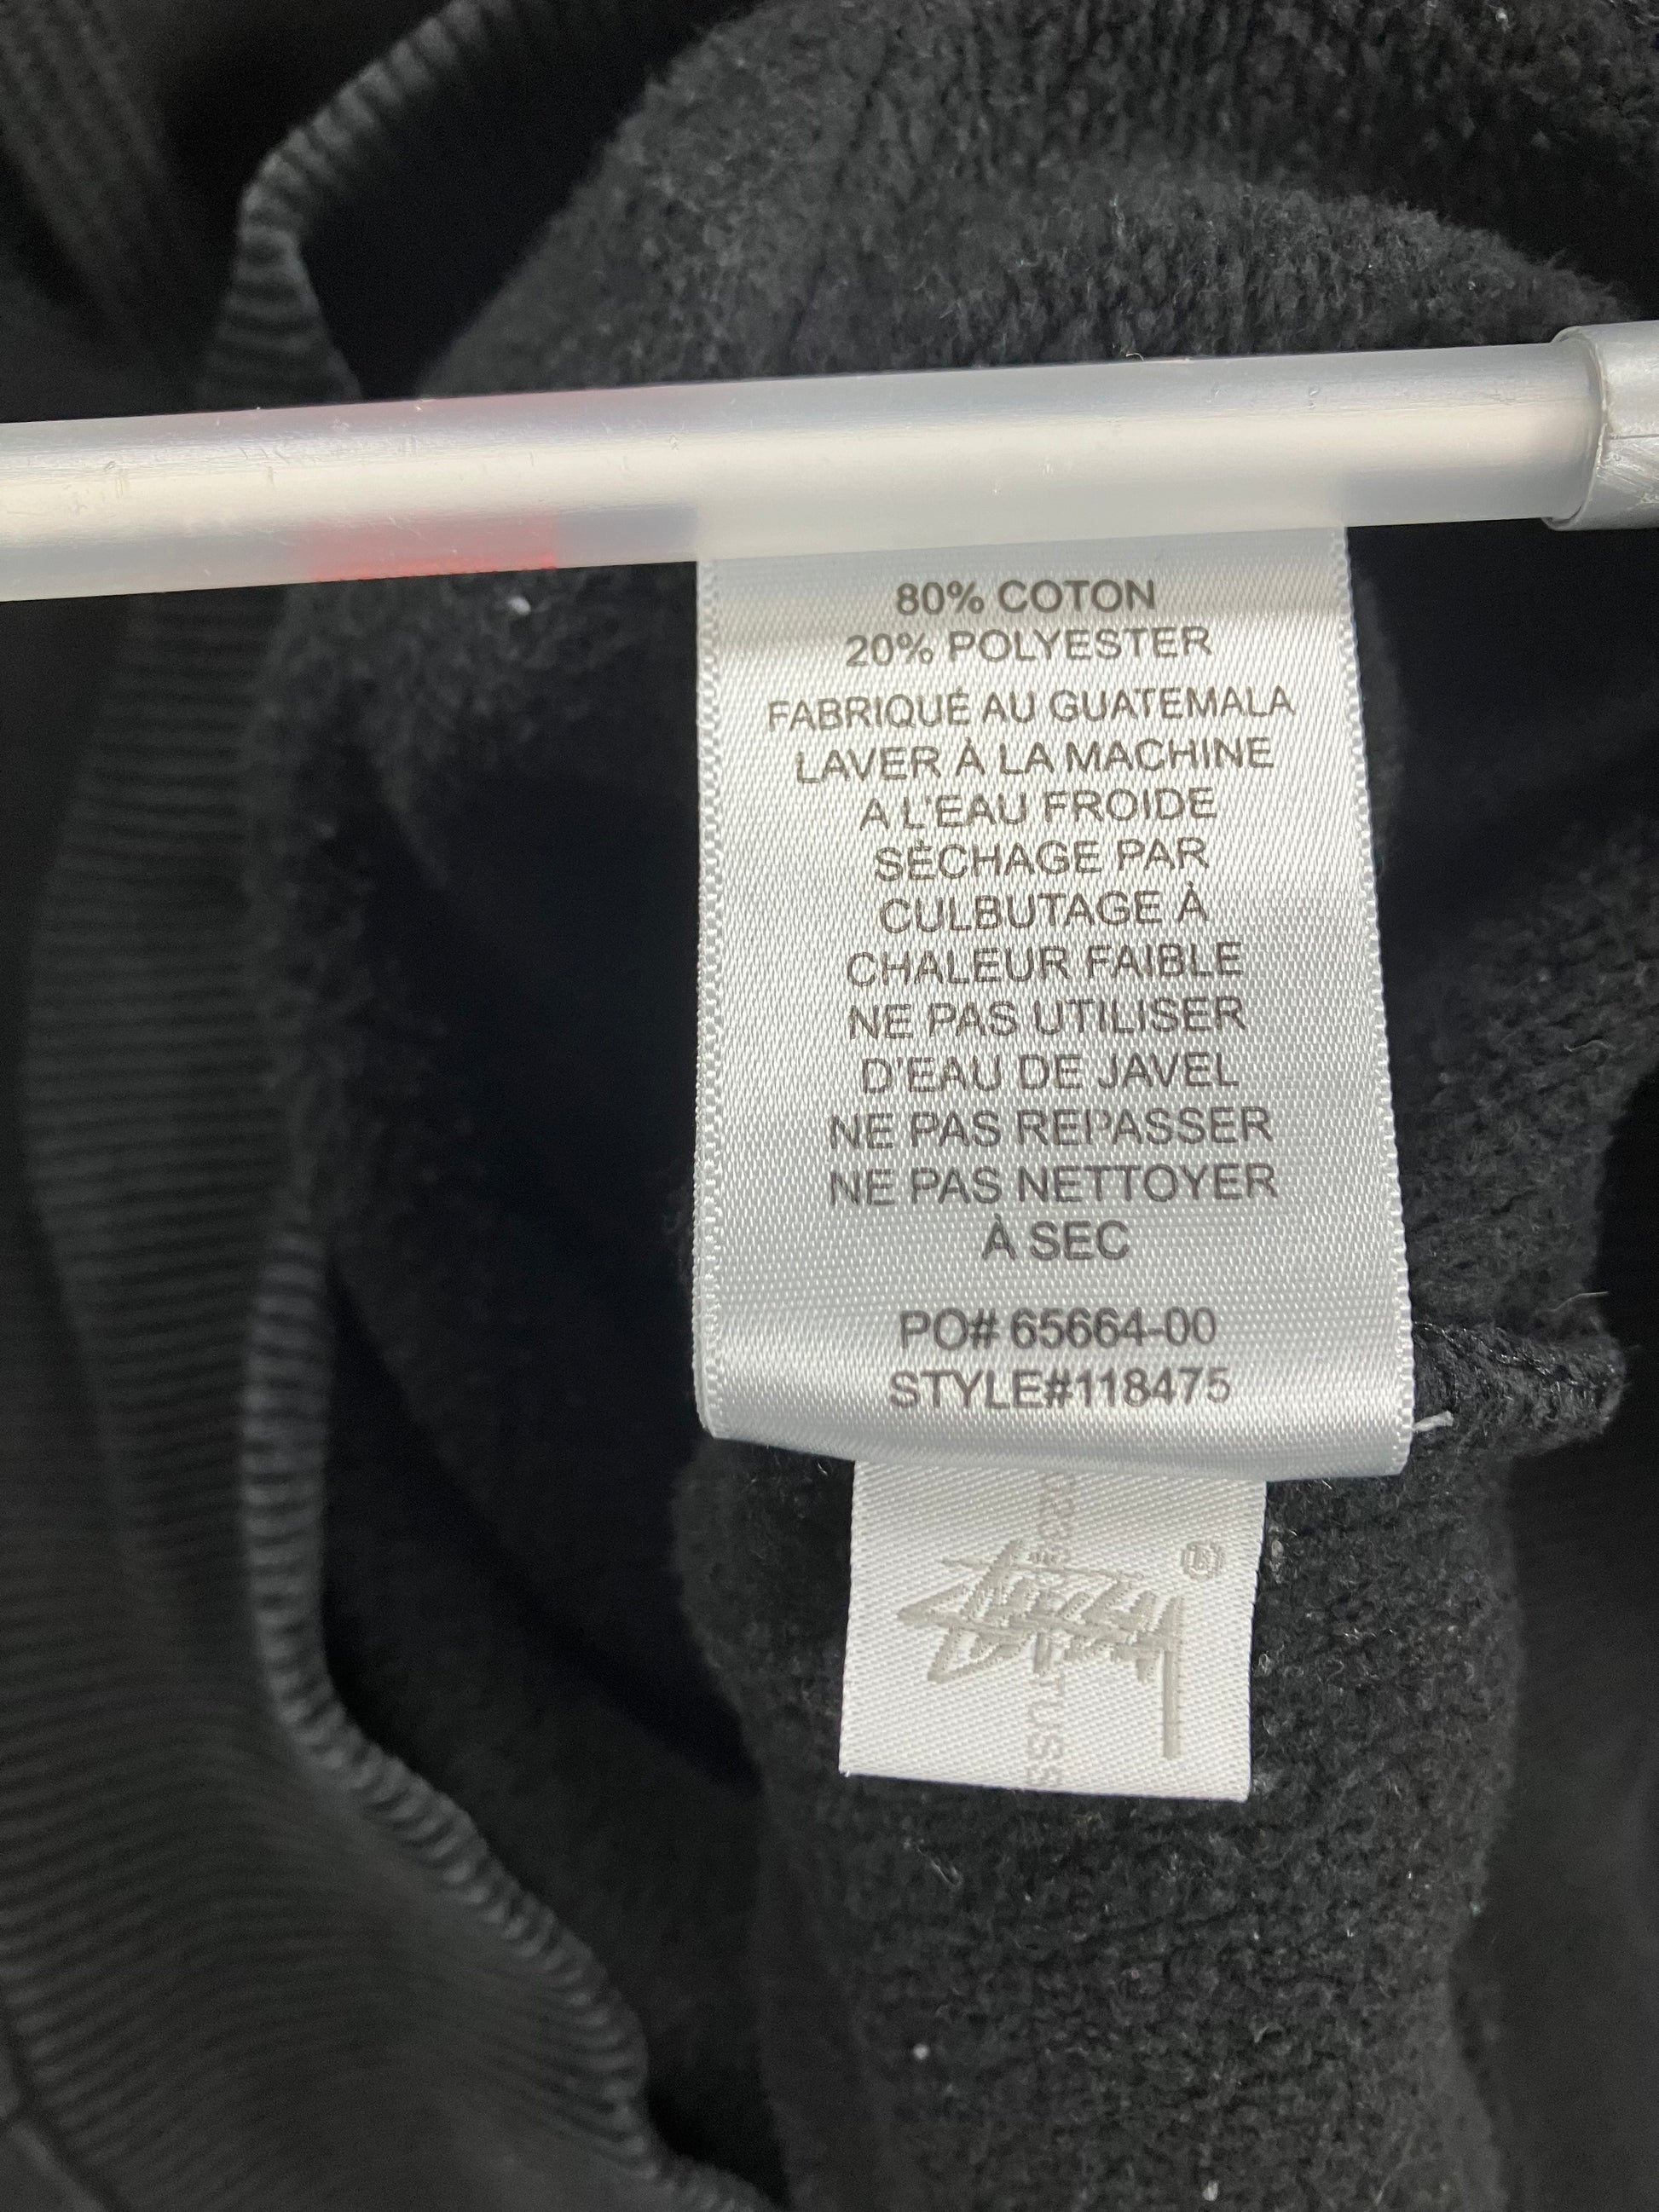 80% COTON
20% POLYESTER
FABRIQUÉ AU GUATEMALA
LAVER À LA MACHINE
A L'EAU FROIDE
SÉCHAGE PAR
CULBUTAGE À
CHALEUR FAIBLE
NE PAS UTILISER
D'EAU DE JAVEL
NE PAS REPASSER
NE PAS NETTOYER
À SEC
PO# 65664-00
STYLE#118475
Stüssy
®